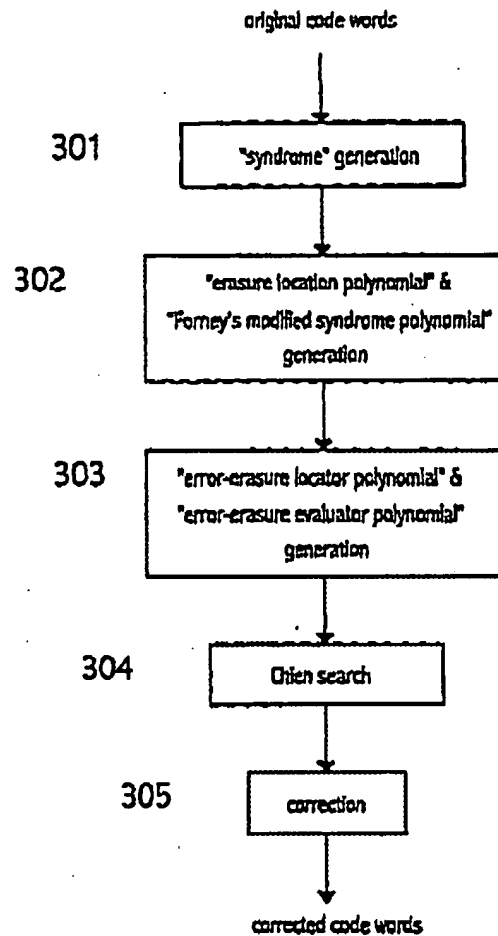 original code words
301
"syndrome" generation
302
"erasure location polynomial" &
"Forney's modified syndrome polynomial"
generation
303
"error-erasure locator polynomial" &
"error-erasure evaluator polynomial"
generation
304
Chien search
305
correction
corrected code words